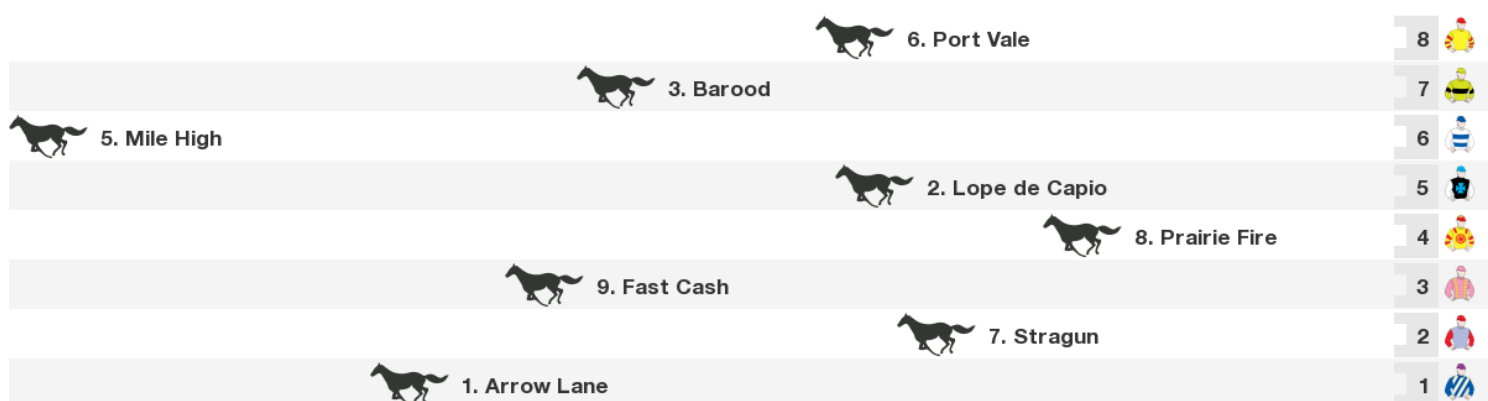 6. Port Vale 8
3. Barood 7
5. Mile High 6
2. Lope de Capio 5
8. Prairie Fire 4
9. Fast Cash 3
7. Stragun 2
1. Arrow Lane 1